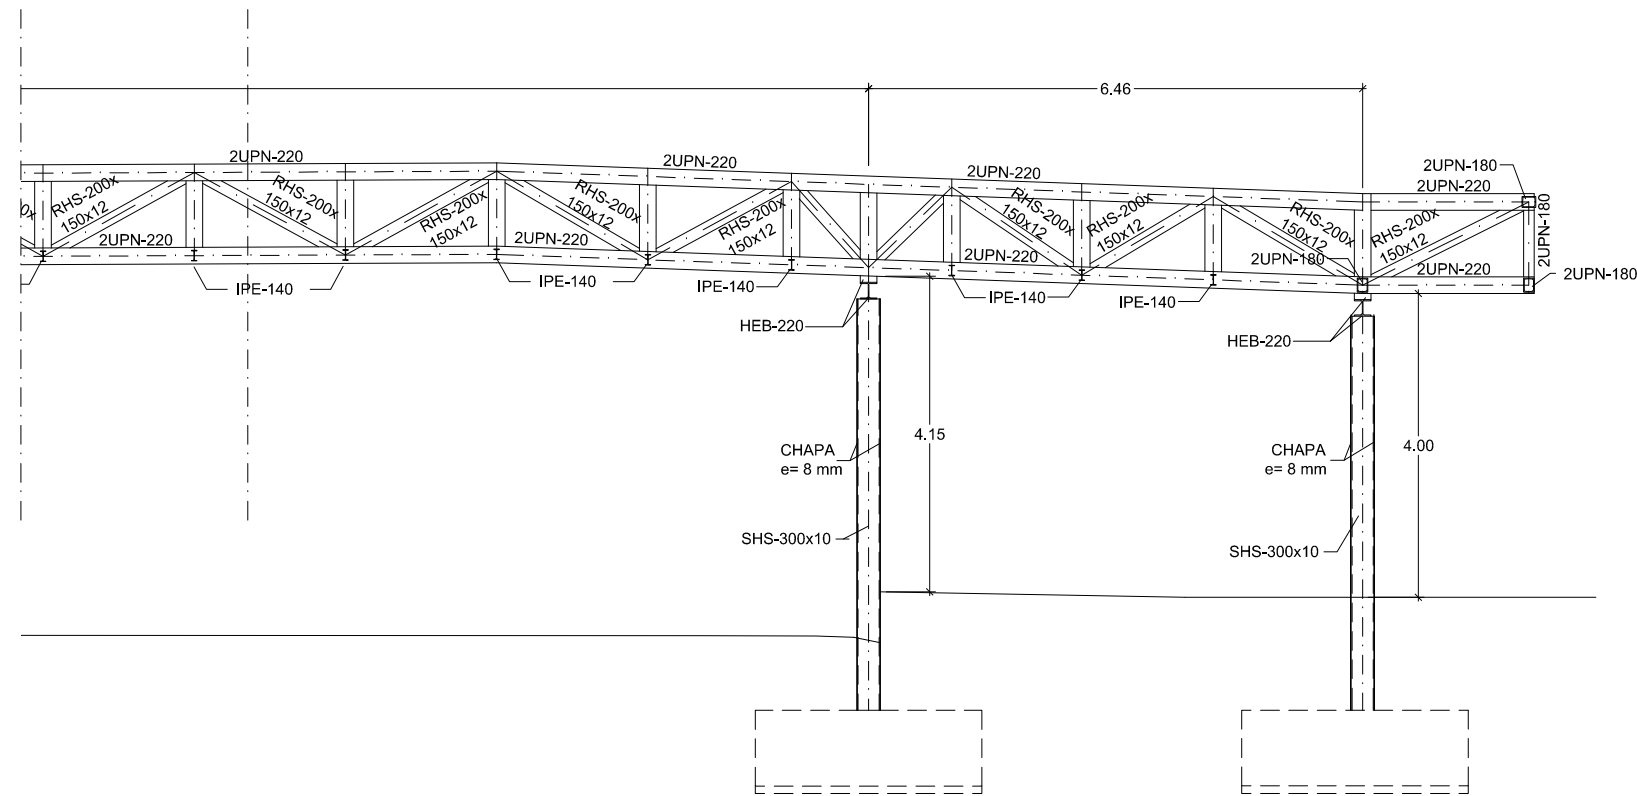 6.46
2UPN-220
2UPN-220
2UPN-220
2UPN-180
2UPN-220
0x
RHS-200x
150x12
RHS-200x
150x12
RHS-200x
150x12
RHS-200x
150x12
RHS-200x
150x12
RHS-200x
150x12
RHS-200x
150x12
RHS-200x
150x12
RHS-200x
150x12
2UPN-180
2UPN-220
2UPN-220
2UPN-220
2UPN-180
2UPN-220
2UPN-180
IPE-140
IPE-140
IPE-140
IPE-140
IPE-140
HEB-220
HEB-220
4.15
4.00
CHAPA
e= 8 mm
CHAPA
e= 8 mm
SHS-300x10
SHS-300x10